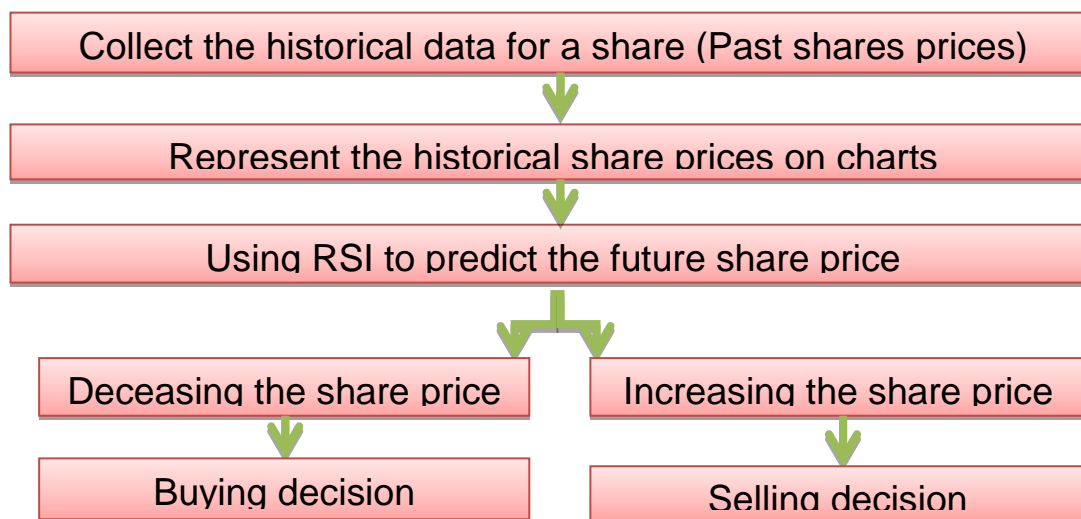 Collect the historical data for a share (Past shares prices)
Represent the historical share prices on charts
Using RSI to predict the future share price
Deceasing the share price
Increasing the share price
Buying decision
Selling decision